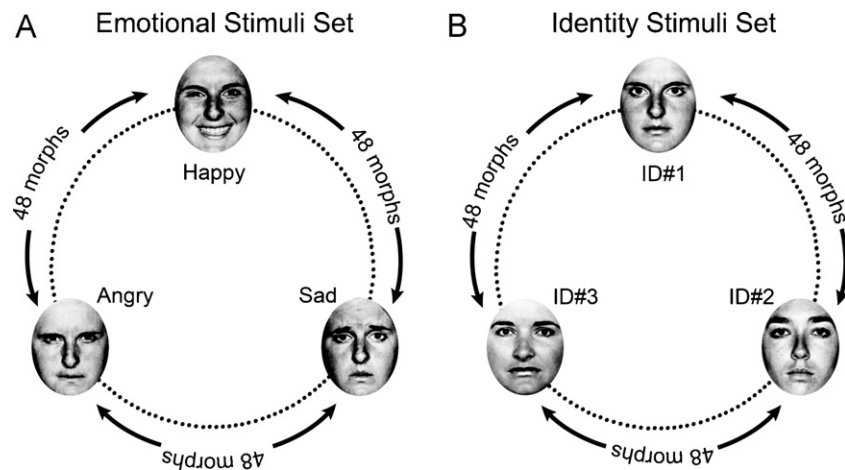 A Emotional Stimuli Set
Happy
48 morphs
48 morphs
Angry
Sad
48 morphs
B Identity Stimuli Set
ID#1
48 morphs
48 morphs
ID#3
ID#2
48 morphs